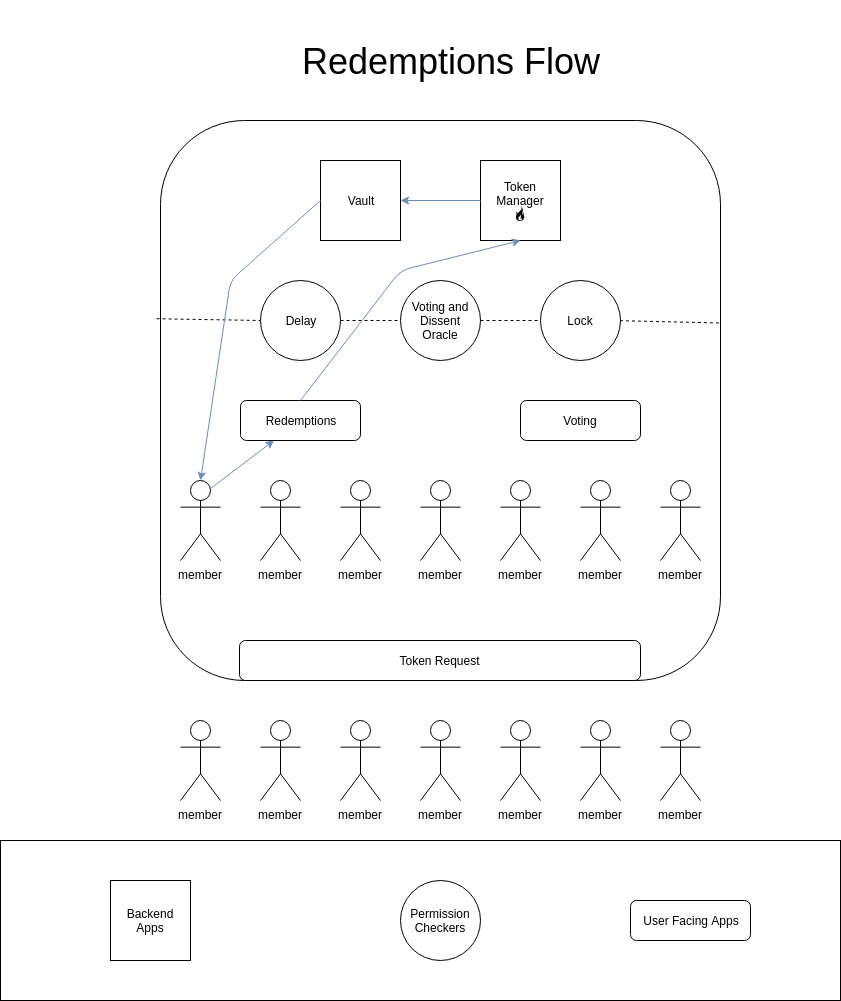 Redemptions Flow
Vault
Token
Manager
Delay
Voting and
Dissent
Oracle
Lock
Redemptions
Voting
member member member member member member member
Token Request
member member member member member member member
Backend
Apps
Permission
Checkers
User Facing Apps